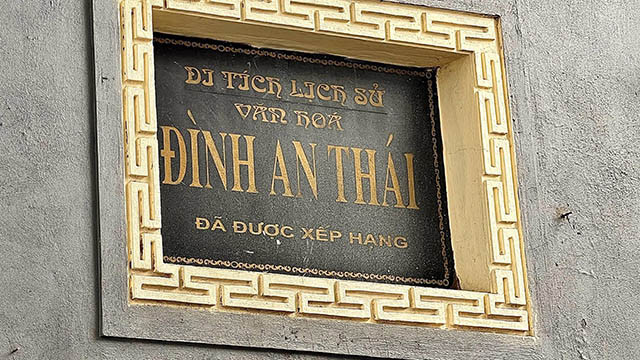 DI TÍCH LỊCH SỬ
VĂN HOÁ
ĐÌNH AN THÁI
ĐÃ ĐƯỢC XẾP HẠNG